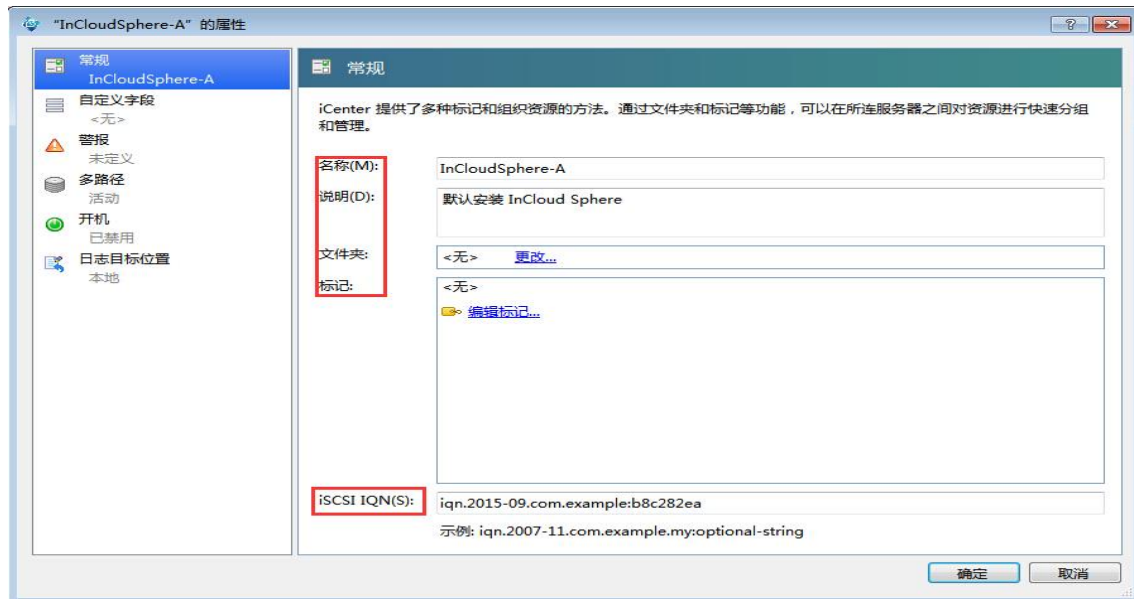 "InCloudSphere-A" 的属性
常规
InCloudSphere-A
自定义字段
<无>
警报
未定义
多路径
活动
开机
已禁用
日志目标位置
本地
常规
iCenter 提供了多种标记和组织资源的方法。通过文件夹和标记等功能，可以在所连服务器之间对资源进行快速分组
和管理。
名称(M): InCloudSphere-A
说明(D): 默认安装 InCloud Sphere
文件夹: <无> 更改...
标记: <无>
编辑标记...
iSCSI IQN(S): iqn.2015-09.com.example:b8c282ea
示例: iqn.2007-11.com.example.my:optional-string
确定 取消